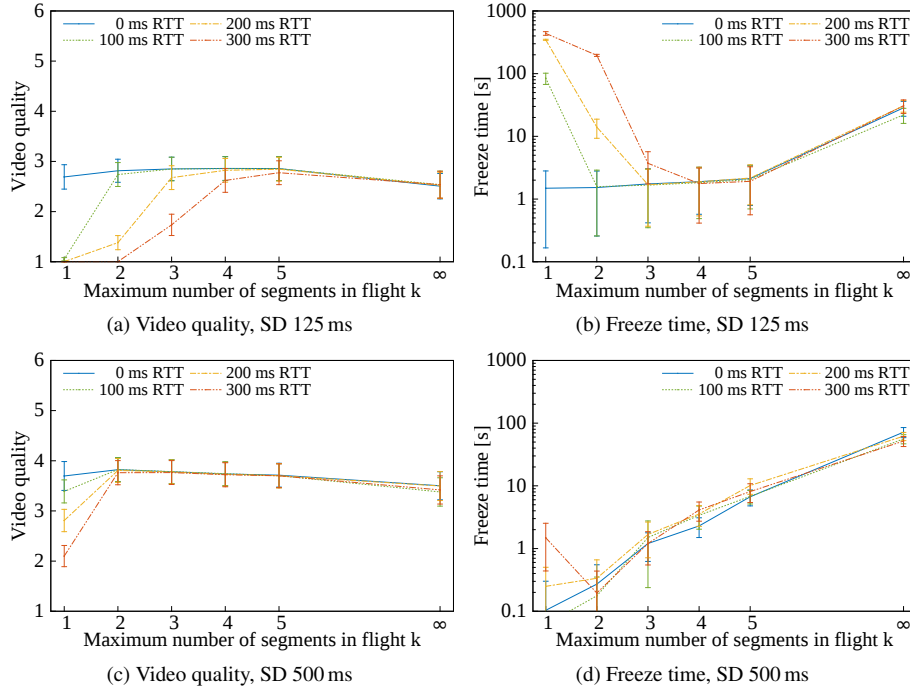 6
5
4
3
2
1
Video quality
0 ms RTT
100 ms RTT
200 ms RTT
300 ms RTT
1 2 3 4 5 ∞
Maximum number of segments in flight k
(a) Video quality, SD 125 ms
1000
100
10
1
0.1
Freeze time [s]
0 ms RTT
100 ms RTT
200 ms RTT
300 ms RTT
1 2 3 4 5 ∞
Maximum number of segments in flight k
(b) Freeze time, SD 125 ms
6
5
4
3
2
1
Video quality
0 ms RTT
100 ms RTT
200 ms RTT
300 ms RTT
1 2 3 4 5 ∞
Maximum number of segments in flight k
(c) Video quality, SD 500 ms
1000
100
10
1
0.1
Freeze time [s]
0 ms RTT
100 ms RTT
200 ms RTT
300 ms RTT
1 2 3 4 5 ∞
Maximum number of segments in flight k
(d) Freeze time, SD 500 ms